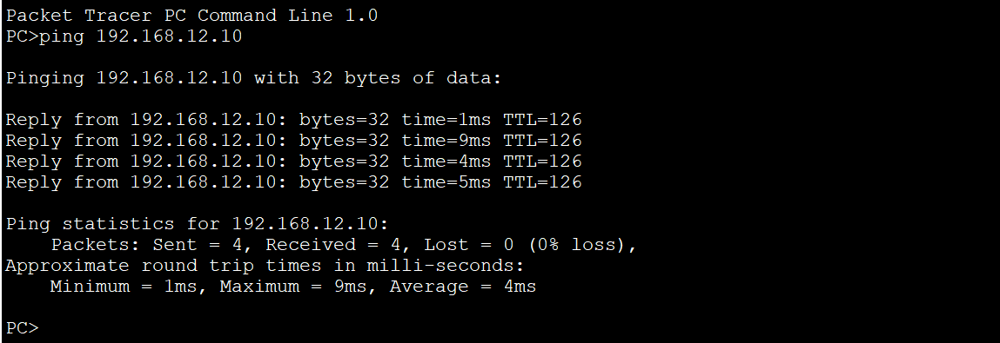 Packet Tracer PC Command Line 1.0
PC>ping 192.168.12.10
Pinging 192.168.12.10 with 32 bytes of data:
Reply from 192.168.12.10: bytes=32 time=1ms TTL=126
Reply from 192.168.12.10: bytes=32 time=9ms TTL=126
Reply from 192.168.12.10: bytes=32 time=4ms TTL=126
Reply from 192.168.12.10: bytes=32 time=5ms TTL=126
Ping statistics for 192.168.12.10:
    Packets: Sent = 4, Received = 4, Lost = 0 (0% loss),
Approximate round trip times in milli-seconds:
    Minimum = 1ms, Maximum = 9ms, Average = 4ms
PC>